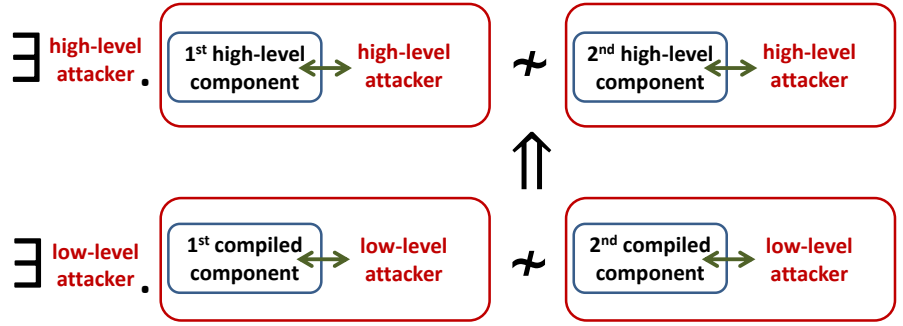 ∃ high-level attacker . 1st high-level component high-level attacker ≁ 2nd high-level component high-level attacker
⇑
∃ low-level attacker . 1st compiled component low-level attacker ≁ 2nd compiled component low-level attacker